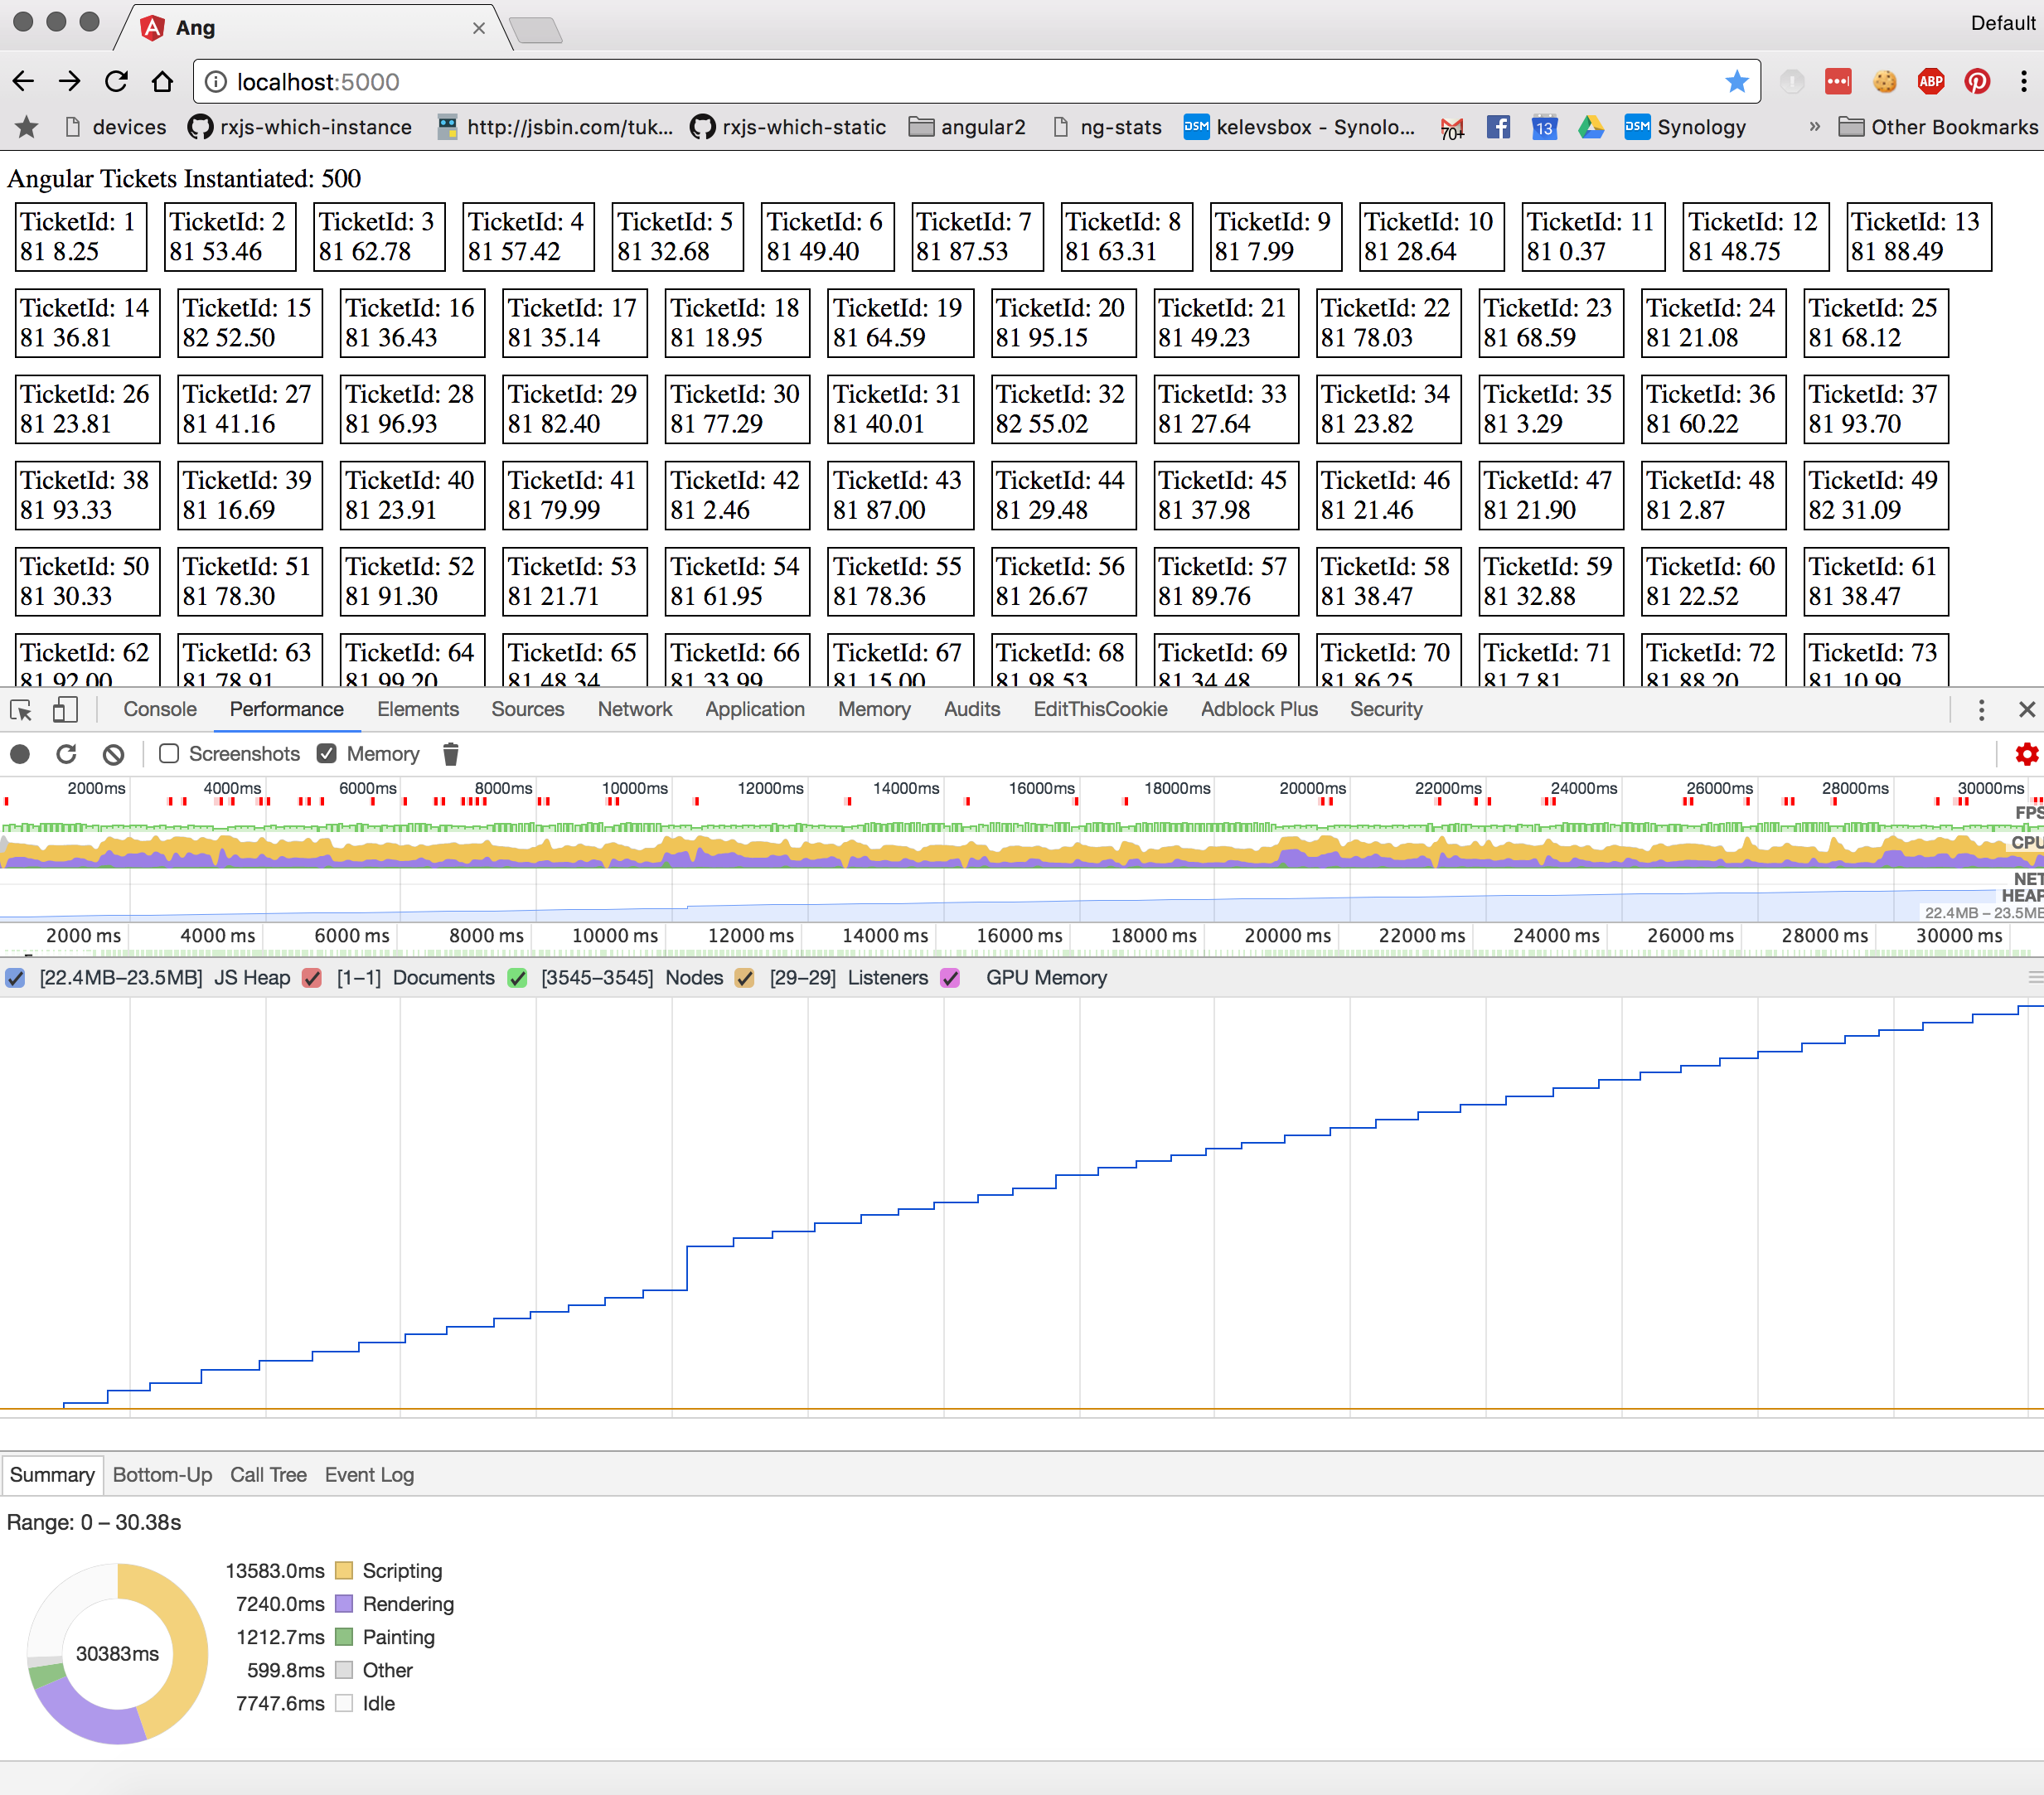 Ang
Default
localhost:5000
ABP
devices rxjs-which-instance http://jsbin.com/tuk... rxjs-which-static angular2 ng-stats DSM kelevsbox - Synolo... 70+ 13 DSM Synology » Other Bookmarks
Angular Tickets Instantiated: 500
TicketId: 1 TicketId: 2 TicketId: 3 TicketId: 4 TicketId: 5 TicketId: 6 TicketId: 7 TicketId: 8 TicketId: 9 TicketId: 10 TicketId: 11 TicketId: 12 TicketId: 13
81 8.25 81 53.46 81 62.78 81 57.42 81 32.68 81 49.40 81 87.53 81 63.31 81 7.99 81 28.64 81 0.37 81 48.75 81 88.49
TicketId: 14 TicketId: 15 TicketId: 16 TicketId: 17 TicketId: 18 TicketId: 19 TicketId: 20 TicketId: 21 TicketId: 22 TicketId: 23 TicketId: 24 TicketId: 25
81 36.81 82 52.50 81 36.43 81 35.14 81 18.95 81 64.59 81 95.15 81 49.23 81 78.03 81 68.59 81 21.08 81 68.12
TicketId: 26 TicketId: 27 TicketId: 28 TicketId: 29 TicketId: 30 TicketId: 31 TicketId: 32 TicketId: 33 TicketId: 34 TicketId: 35 TicketId: 36 TicketId: 37
81 23.81 81 41.16 81 96.93 81 82.40 81 77.29 81 40.01 82 55.02 81 27.64 81 23.82 81 3.29 81 60.22 81 93.70
TicketId: 38 TicketId: 39 TicketId: 40 TicketId: 41 TicketId: 42 TicketId: 43 TicketId: 44 TicketId: 45 TicketId: 46 TicketId: 47 TicketId: 48 TicketId: 49
81 93.33 81 16.69 81 23.91 81 79.99 81 2.46 81 87.00 81 29.48 81 37.98 81 21.46 81 21.90 81 2.87 82 31.09
TicketId: 50 TicketId: 51 TicketId: 52 TicketId: 53 TicketId: 54 TicketId: 55 TicketId: 56 TicketId: 57 TicketId: 58 TicketId: 59 TicketId: 60 TicketId: 61
81 30.33 81 78.30 81 91.30 81 21.71 81 61.95 81 78.36 81 26.67 81 89.76 81 38.47 81 32.88 81 22.52 81 38.47
TicketId: 62 TicketId: 63 TicketId: 64 TicketId: 65 TicketId: 66 TicketId: 67 TicketId: 68 TicketId: 69 TicketId: 70 TicketId: 71 TicketId: 72 TicketId: 73
81 92.00 81 78.91 81 99.20 81 48.34 81 33.99 81 15.00 81 98.53 81 34.48 81 86.25 81 7.81 81 88.20 81 10.99
Console Performance Elements Sources Network Application Memory Audits EditThisCookie Adblock Plus Security
Screenshots Memory
2000ms 4000ms 6000ms 8000ms 10000ms 12000ms 14000ms 16000ms 18000ms 20000ms 22000ms 24000ms 26000ms 28000ms 30000ms
FPS
CPU
NET
HEAP
22.4MB – 23.5MB
2000 ms 4000 ms 6000 ms 8000 ms 10000 ms 12000 ms 14000 ms 16000 ms 18000 ms 20000 ms 22000 ms 24000 ms 26000 ms 28000 ms 30000 ms
[22.4MB–23.5MB] JS Heap [1–1] Documents [3545–3545] Nodes [29–29] Listeners GPU Memory
Summary Bottom-Up Call Tree Event Log
Range: 0 – 30.38s
30383ms
13583.0ms Scripting
7240.0ms Rendering
1212.7ms Painting
599.8ms Other
7747.6ms Idle